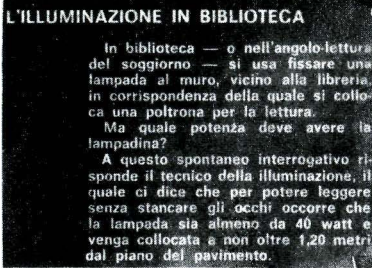 L'ILLUMINAZIONE IN BIBLIOTECA
In biblioteca — o nell'angolo-lettura
del soggiorno — si usa fissare una
lampada al muro, vicino alla libreria,
in corrispondenza della quale si collo-
ca una poltrona per la lettura.
Ma quale potenza deve avere la
lampadina?
A questo spontaneo interrogativo ri-
sponde il tecnico della illuminazione, il
quale ci dice che per potere leggere
senza stancare gli occhi occorre che
la lampada sia almeno da 40 watt e
venga collocata a non oltre 1,20 metri
dal piano del pavimento.